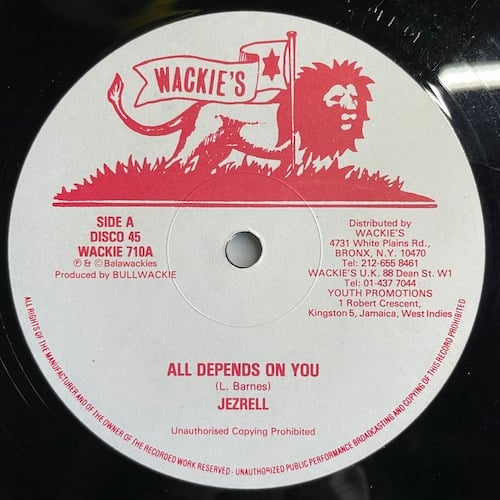 WACKIE'S
SIDE A
DISCO 45
WACKIE 710A
℗ & © Balawackies
Produced by BULLWACKIE
Distributed by
WACKIE'S
4731 White Plains Rd.,
BRONX, N.Y. 10470
Tel: 212-655 8461
WACKIE'S U.K. 88 Dean St. W1
Tel: 01-437 7044
YOUTH PROMOTIONS
1 Robert Crescent,
Kingston 5, Jamaica, West Indies
ALL DEPENDS ON YOU
(L. Barnes)
JEZRELL
Unauthorised Copying Prohibited
ALL RIGHTS OF THE MANUFACTURER AND OF THE OWNER OF THE RECORDED WORK RESERVED - UNAUTHORIZED PUBLIC PERFORMANCE BROADCASTING AND COPYING OF THIS RECORD PROHIBITED